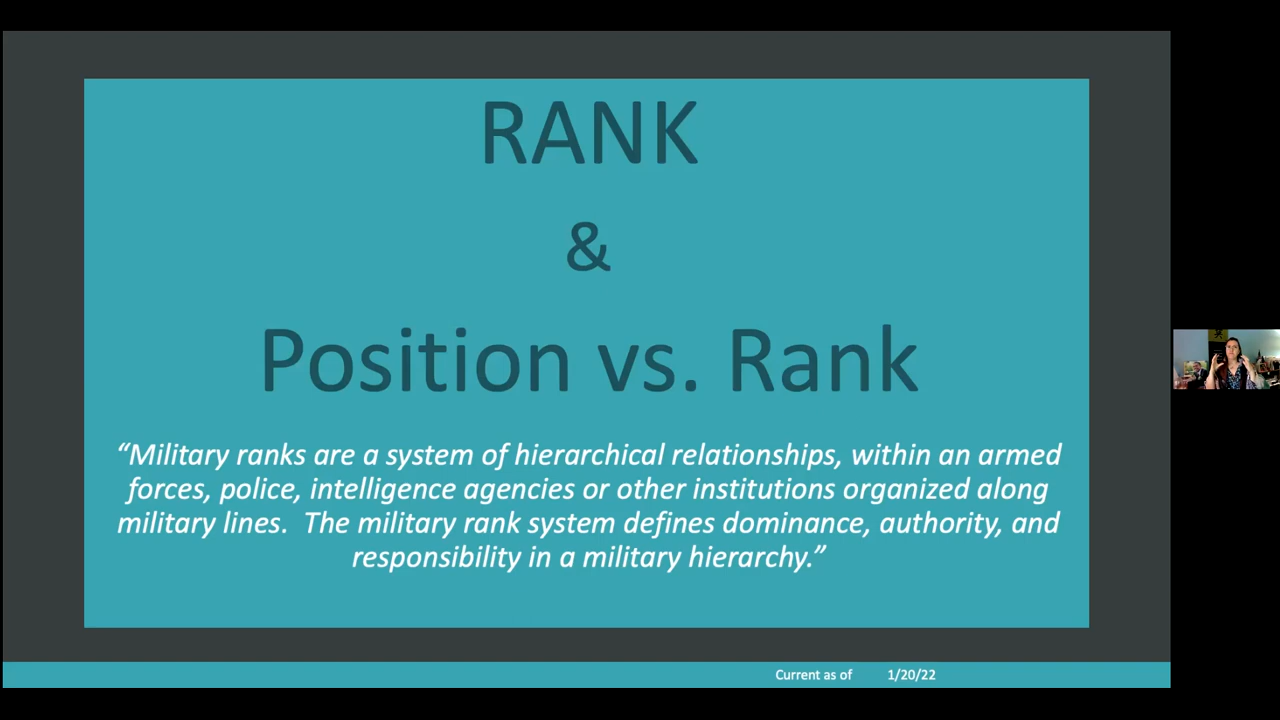 RANK
&
Position vs. Rank
“Military ranks are a system of hierarchical relationships, within an armed
forces, police, intelligence agencies or other institutions organized along
military lines.  The military rank system defines dominance, authority, and
responsibility in a military hierarchy.”
Current as of 1/20/22